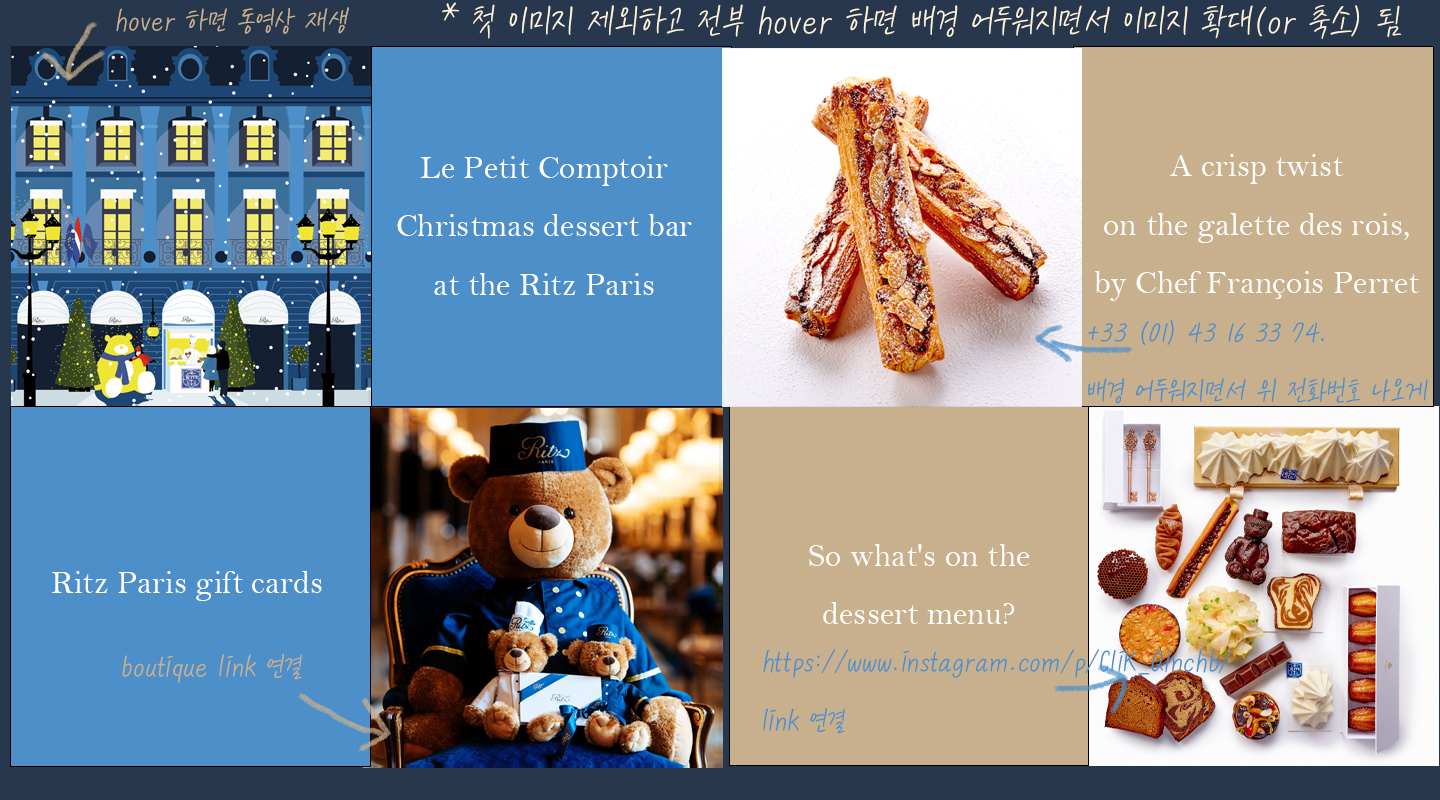 hover 하면 동영상 재생
* 첫 이미지 제외하고 전부 hover 하면 배경 어두워지면서 이미지 확대(or 축소) 됨
Le Petit Comptoir
Christmas dessert bar
at the Ritz Paris
A crisp twist
on the galette des rois,
by Chef François Perret
+33 (01) 43 16 33 74.
배경 어두워지면서 위 전화번호 나오게
Ritz Paris gift cards
boutique link 연결
Ritz
PARIS
Ritz
Ritz
Ritz
So what's on the
dessert menu?
https://www.instagram.com/p/
link 연결